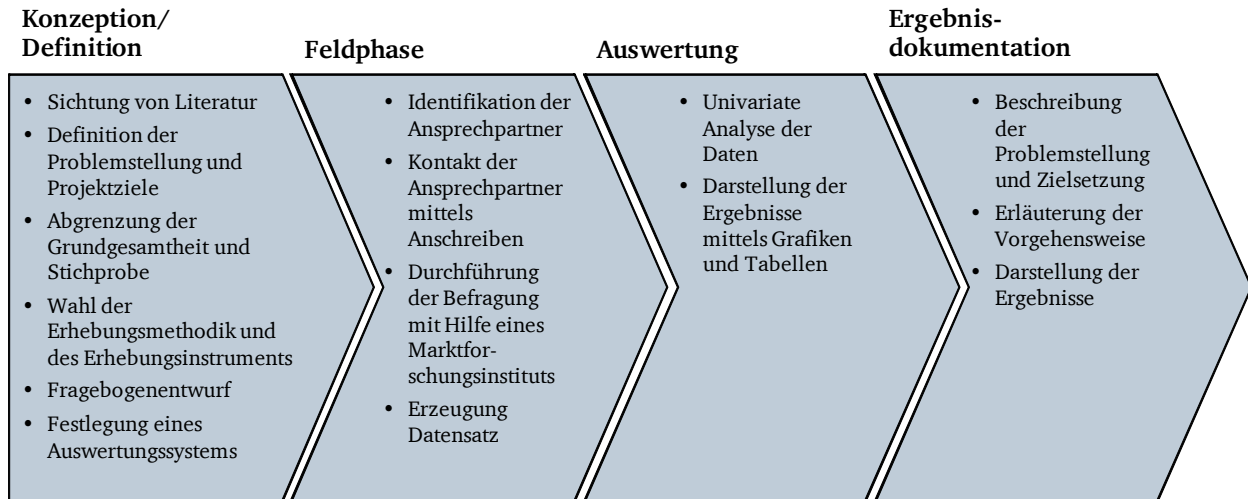 Konzeption/
Definition
Feldphase
Auswertung
Ergebnis-
dokumentation
• Sichtung von Literatur
• Definition der
Problemstellung und
Projektziele
• Abgrenzung der
Grundgesamtheit und
Stichprobe
• Wahl der
Erhebungsmethodik und
des Erhebungsinstruments
• Fragebogenentwurf
• Festlegung eines
Auswertungssystems
• Identifikation der
Ansprechpartner
• Kontakt der
Ansprechpartner
mittels
Anschreiben
• Durchführung
der Befragung
mit Hilfe eines
Marktfor-
schungsinstituts
• Erzeugung
Datensatz
• Univariate
Analyse der
Daten
• Darstellung der
Ergebnisse
mittels Grafiken
und Tabellen
• Beschreibung
der
Problemstellung
und Zielsetzung
• Erläuterung der
Vorgehensweise
• Darstellung der
Ergebnisse